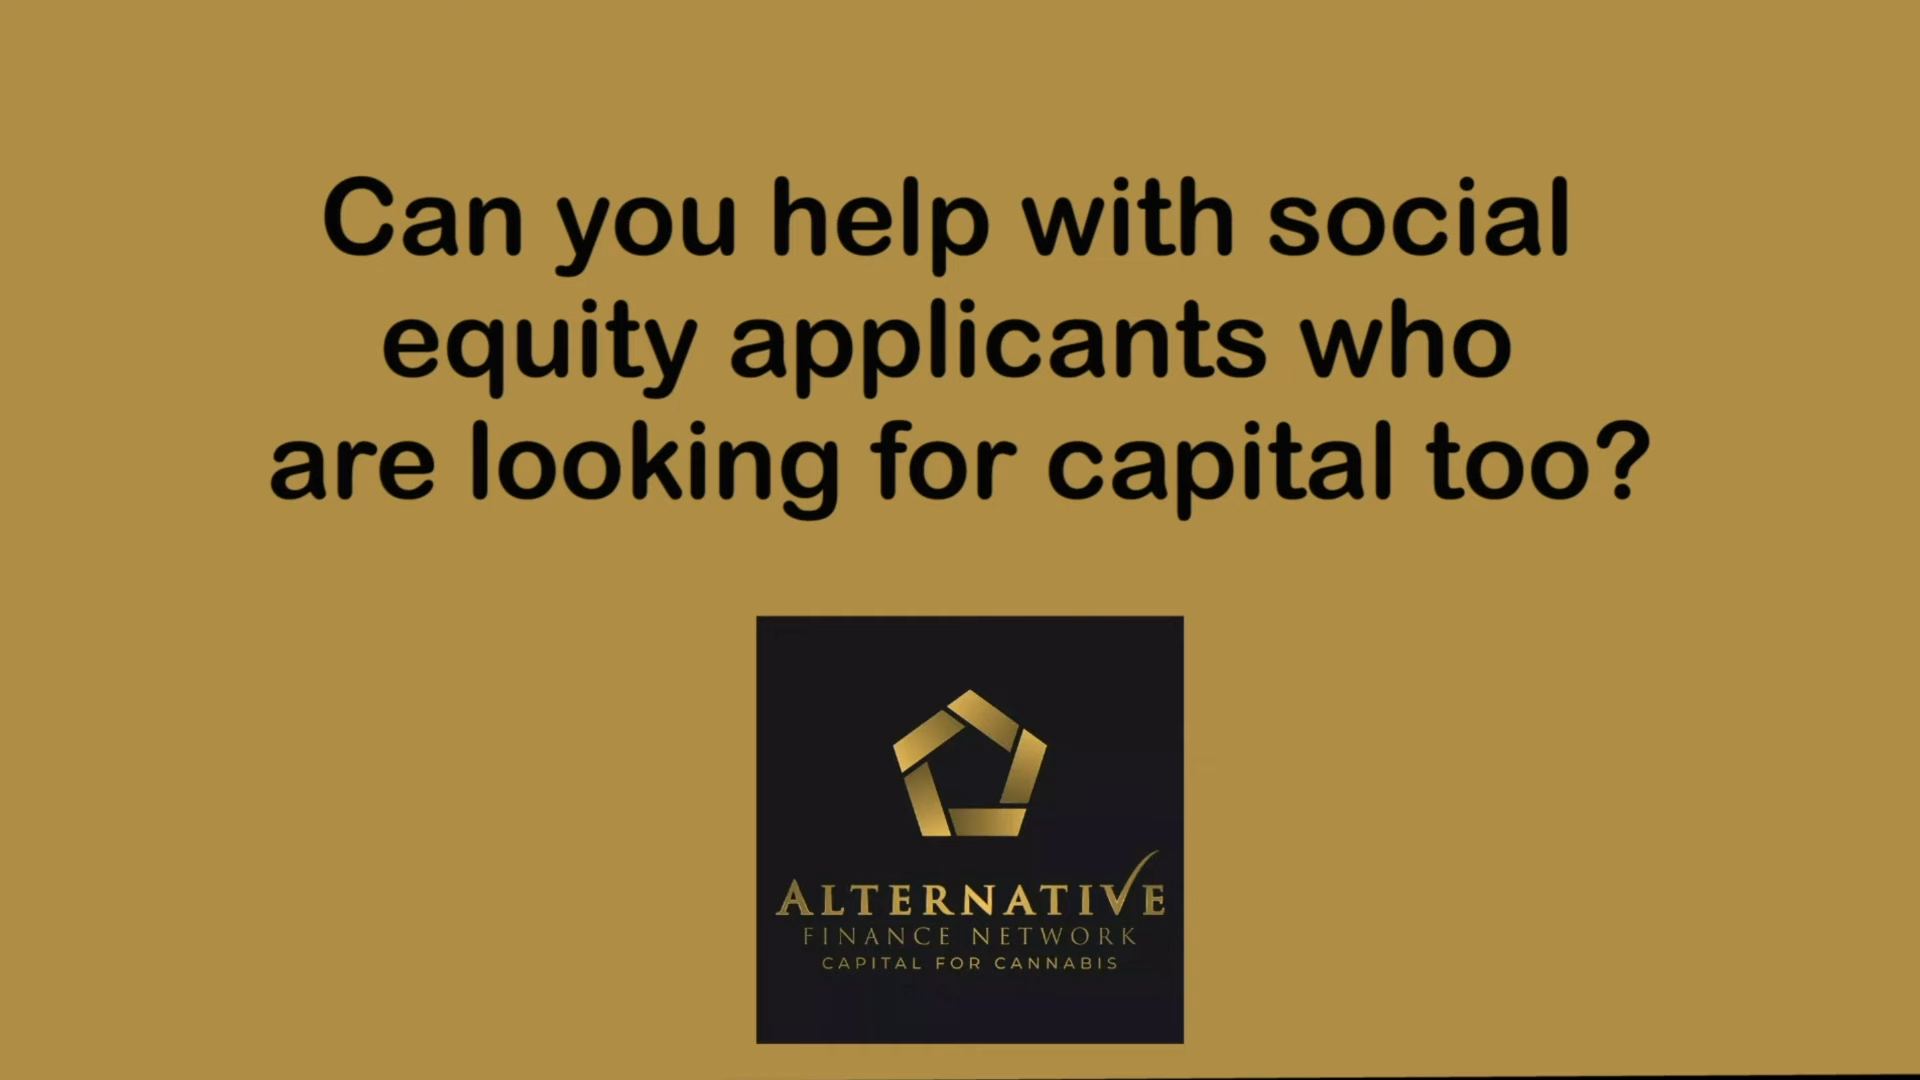 Can you help with social
equity applicants who
are looking for capital too?
ALTERNATIVE
FINANCE NETWORK
CAPITAL FOR CANNABIS